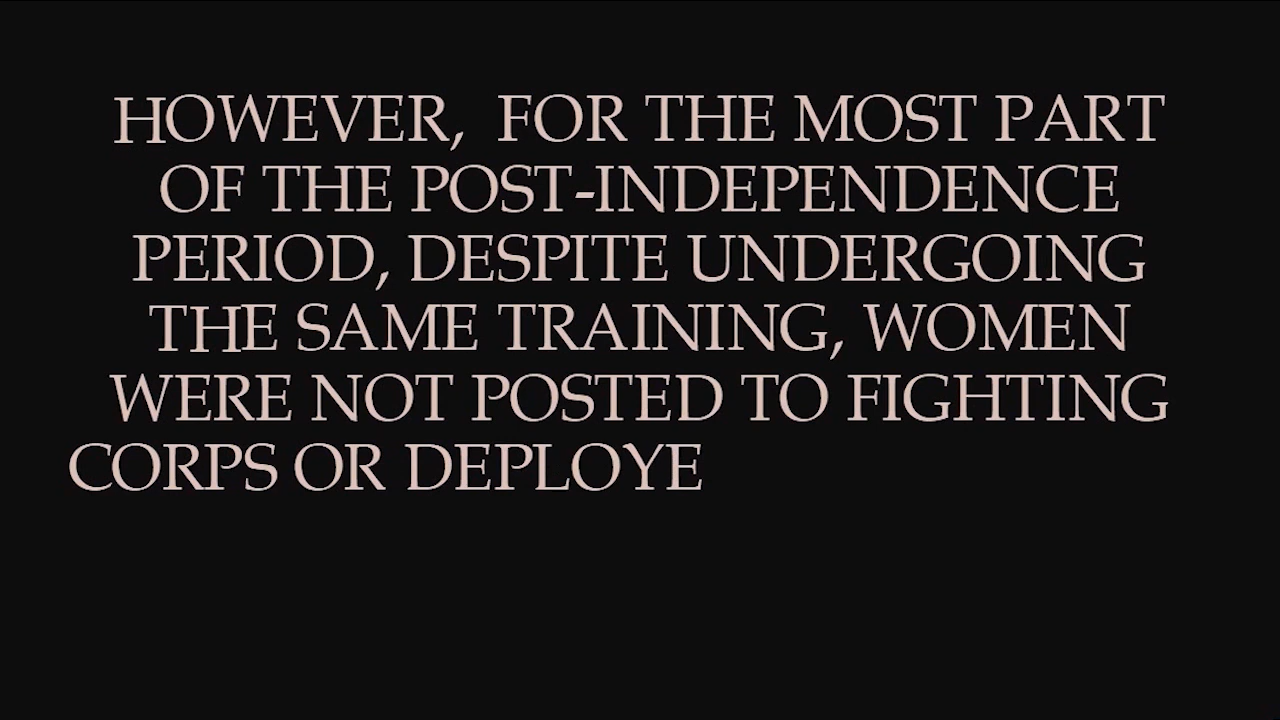 HOWEVER, FOR THE MOST PART
OF THE POST-INDEPENDENCE
PERIOD, DESPITE UNDERGOING
THE SAME TRAINING, WOMEN
WERE NOT POSTED TO FIGHTING
CORPS OR DEPLOYE